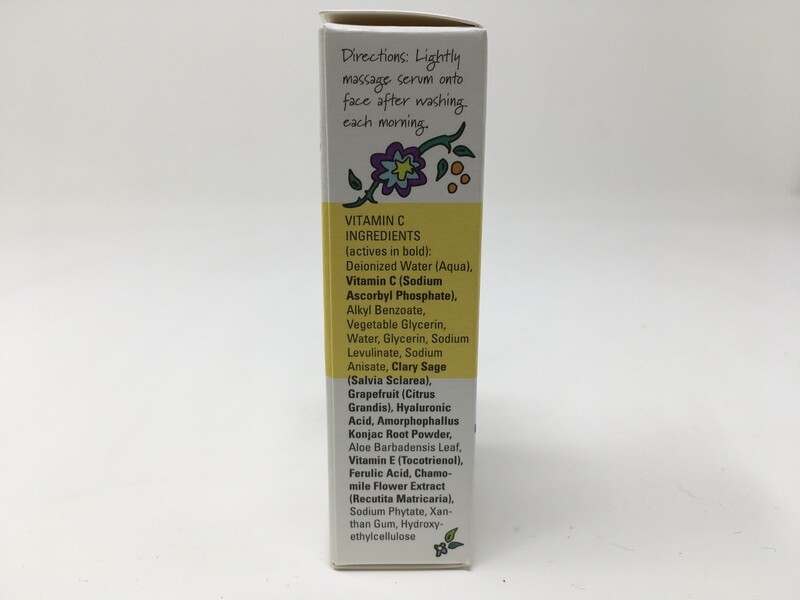 Directions: Lightly
massage serum onto
face after washing
each morning.
VITAMIN C
INGREDIENTS
(actives in bold):
Deionized Water (Aqua),
Vitamin C (Sodium
Ascorbyl Phosphate),
Alkyl Benzoate,
Vegetable Glycerin,
Water, Glycerin, Sodium
Levulinate, Sodium
Anisate, Clary Sage
(Salvia Sclarea),
Grapefruit (Citrus
Grandis), Hyaluronic
Acid, Amorphophallus
Konjac Root Powder,
Aloe Barbadensis Leaf,
Vitamin E (Tocotrienol),
Ferulic Acid, Chamo-
mile Flower Extract
(Recutita Matricaria),
Sodium Phytate, Xan-
than Gum, Hydroxy-
ethylcellulose